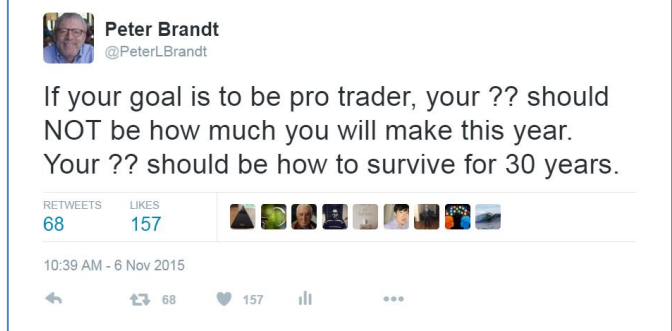 Peter Brandt
@PeterLBrandt
If your goal is to be pro trader, your ?? should
NOT be how much you will make this year.
Your ?? should be how to survive for 30 years.
RETWEETS LIKES
68 157
10:39 AM - 6 Nov 2015
68 157